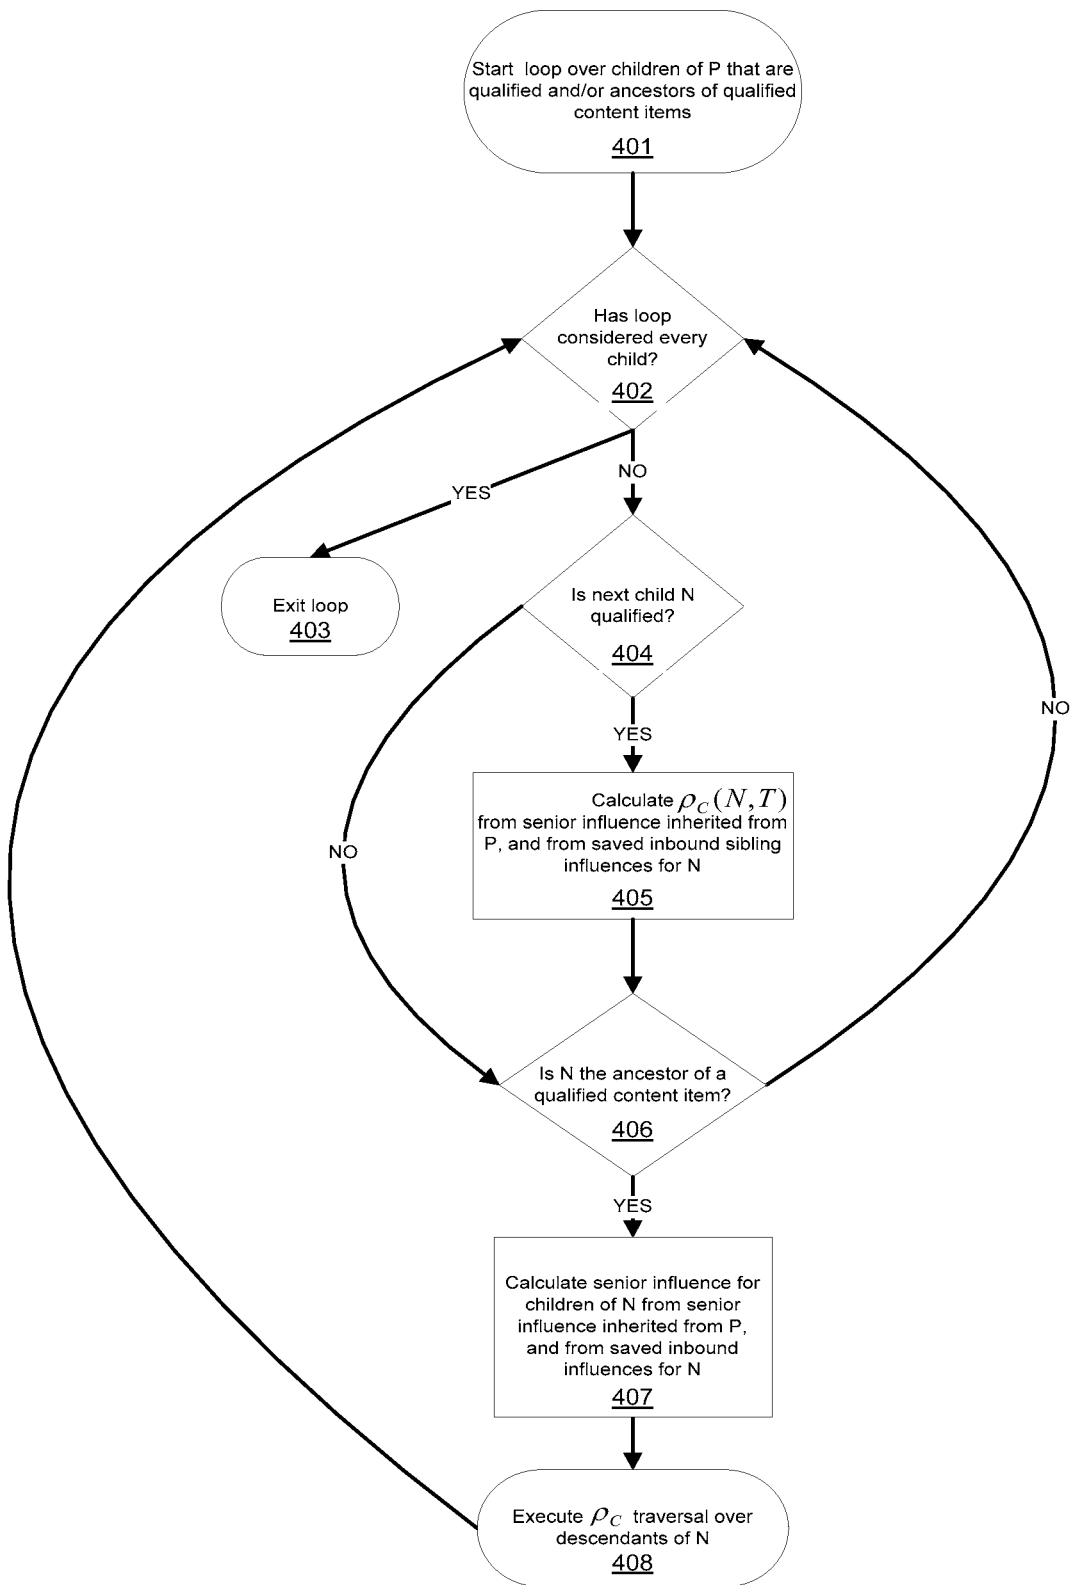 Start loop over children of P that are
qualified and/or ancestors of qualified
content items
401
Has loop
considered every
child?
402
NO
YES
Exit loop
403
Is next child N
qualified?
404
YES
NO
NO
Calculate ρC(N,T)
from senior influence inherited from
P, and from saved inbound sibling
influences for N
405
Is N the ancestor of a
qualified content item?
406
YES
Calculate senior influence for
children of N from senior
influence inherited from P,
and from saved inbound
influences for N
407
Execute ρC traversal over
descendants of N
408